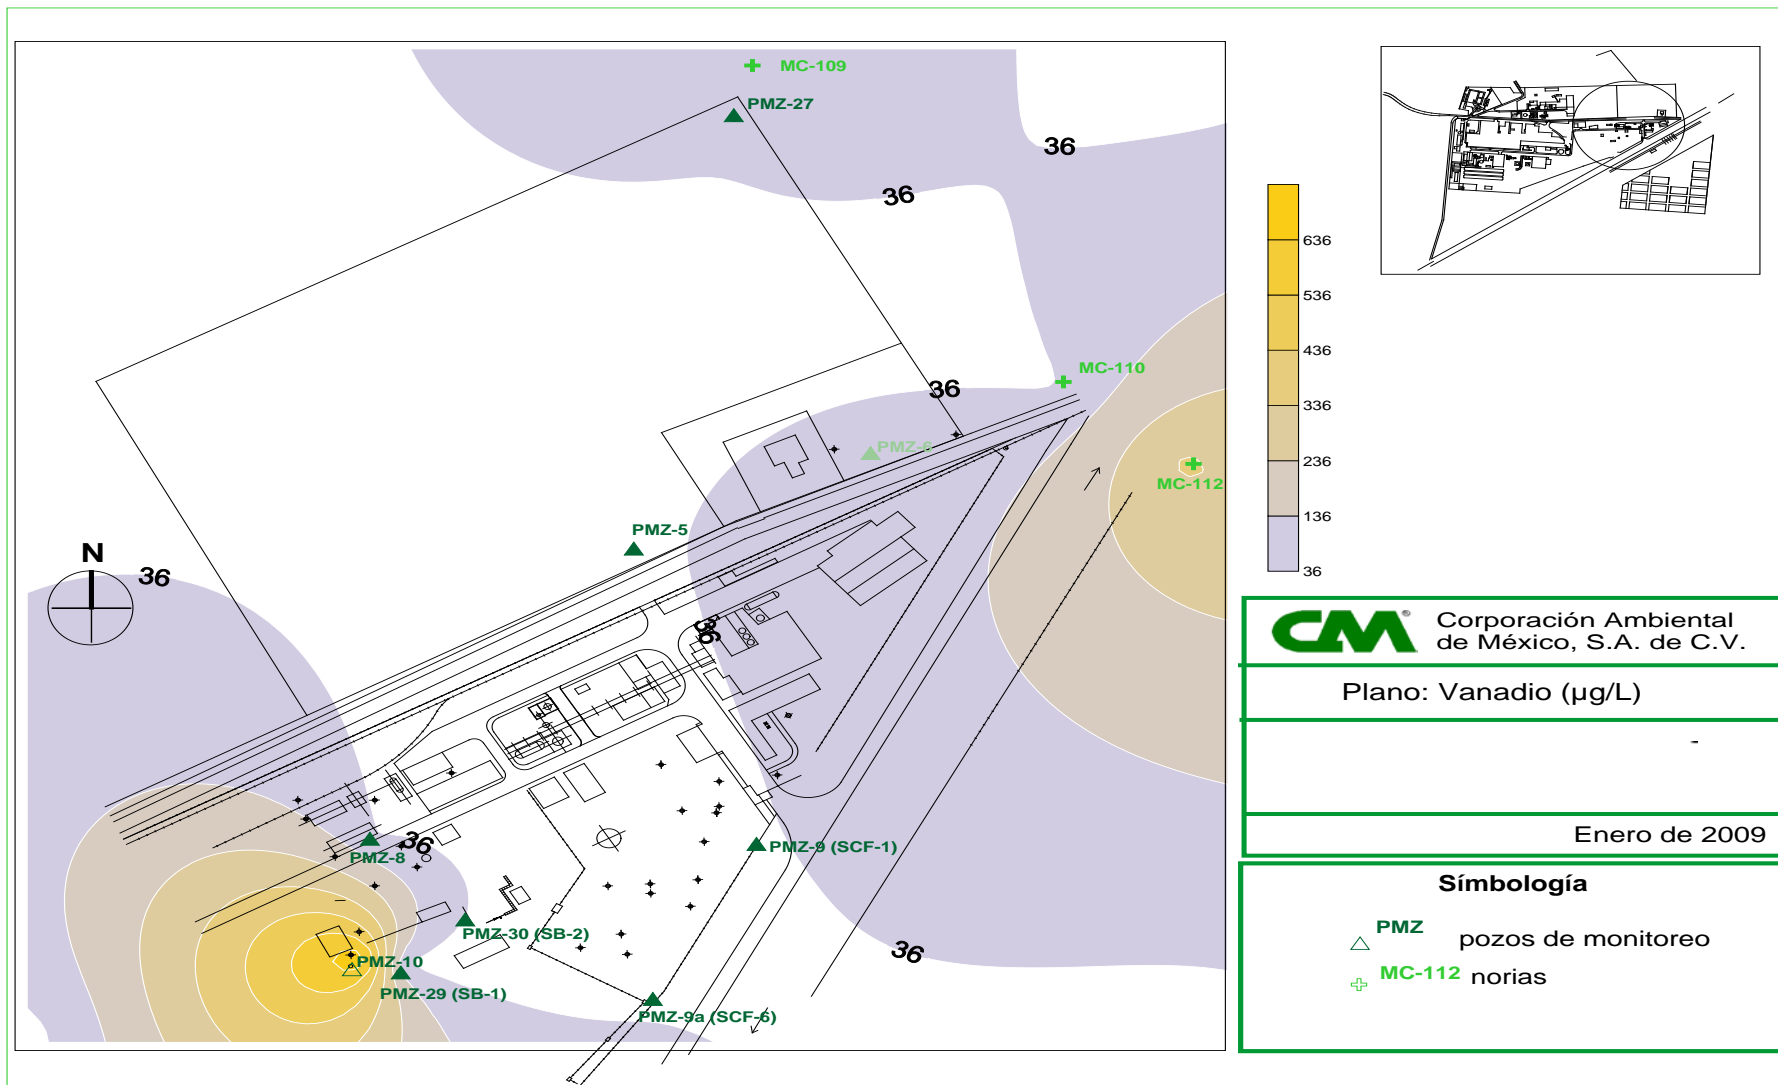 MC-109
PMZ-27
36
36
MC-110
36
PMZ-6
MC-112
PMZ-5
N
36
36
PMZ-8
36
PMZ-9 (SCF-1)
PMZ-30 (SB-2)
36
PMZ-10
PMZ-29 (SB-1)
PMZ-9a (SCF-6)
636
536
436
336
236
136
36
CM®
Corporación Ambiental
de México, S.A. de C.V.
Plano: Vanadio (µg/L)
-
Enero de 2009
Símbología
PMZ
pozos de monitoreo
MC-112 norias